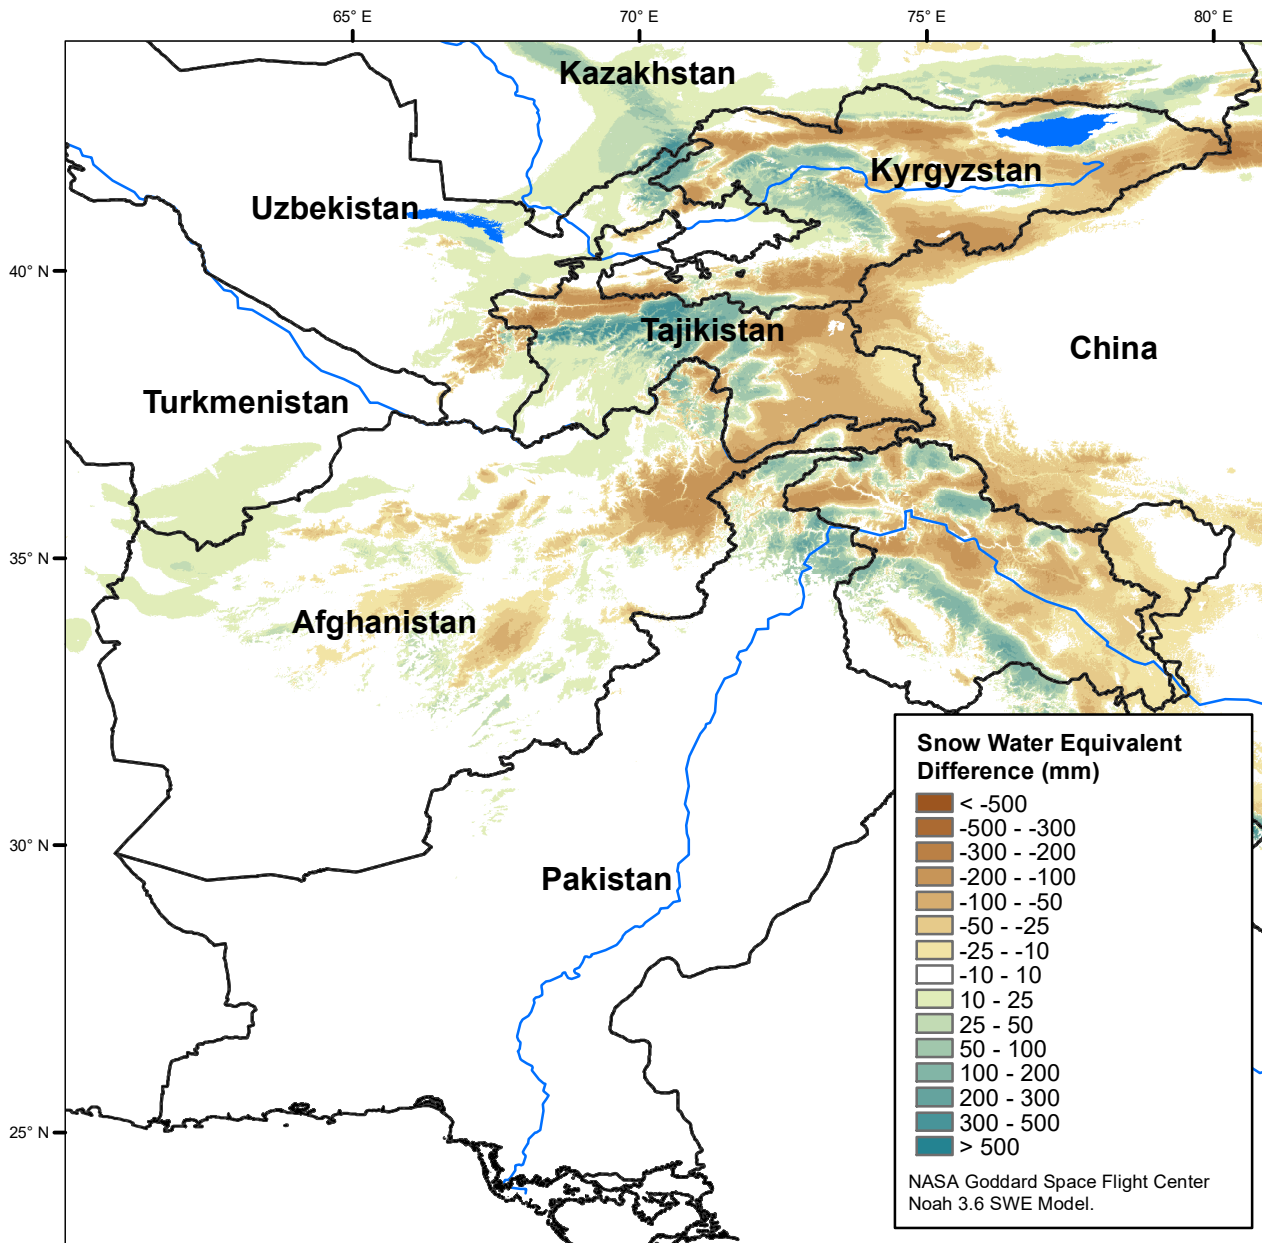 65° E
70° E
75° E
80° E
Kazakhstan
Kyrgyzstan
Uzbekistan
40° N
Tajikistan
China
Turkmenistan
35° N
Afghanistan
Snow Water Equivalent
Difference (mm)
< -500
-500 - -300
-300 - -200
-200 - -100
-100 - -50
-50 - -25
-25 - -10
-10 - 10
10 - 25
25 - 50
50 - 100
100 - 200
200 - 300
300 - 500
> 500
NASA Goddard Space Flight Center
Noah 3.6 SWE Model.
30° N
Pakistan
25° N